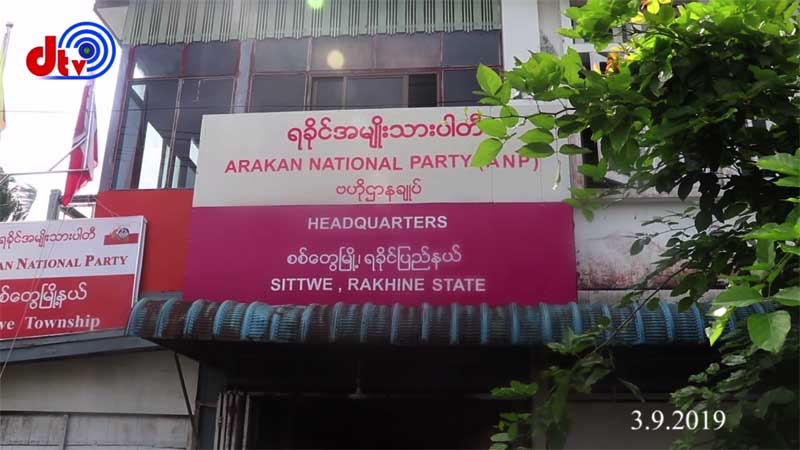 dtv
ရခိုင်အမျိုးသားပါတီ
ARAKAN NATIONAL PARTY (ANP)
ဗဟိုဌာနချုပ်
HEADQUARTERS
စစ်တွေမြို့၊ ရခိုင်ပြည်နယ်
SITTWE , RAKHINE STATE
ရခိုင်အမျိုးသားပါတီ
NATIONAL PARTY
စစ်တွေမြို့နယ်
Township
3.9.2019